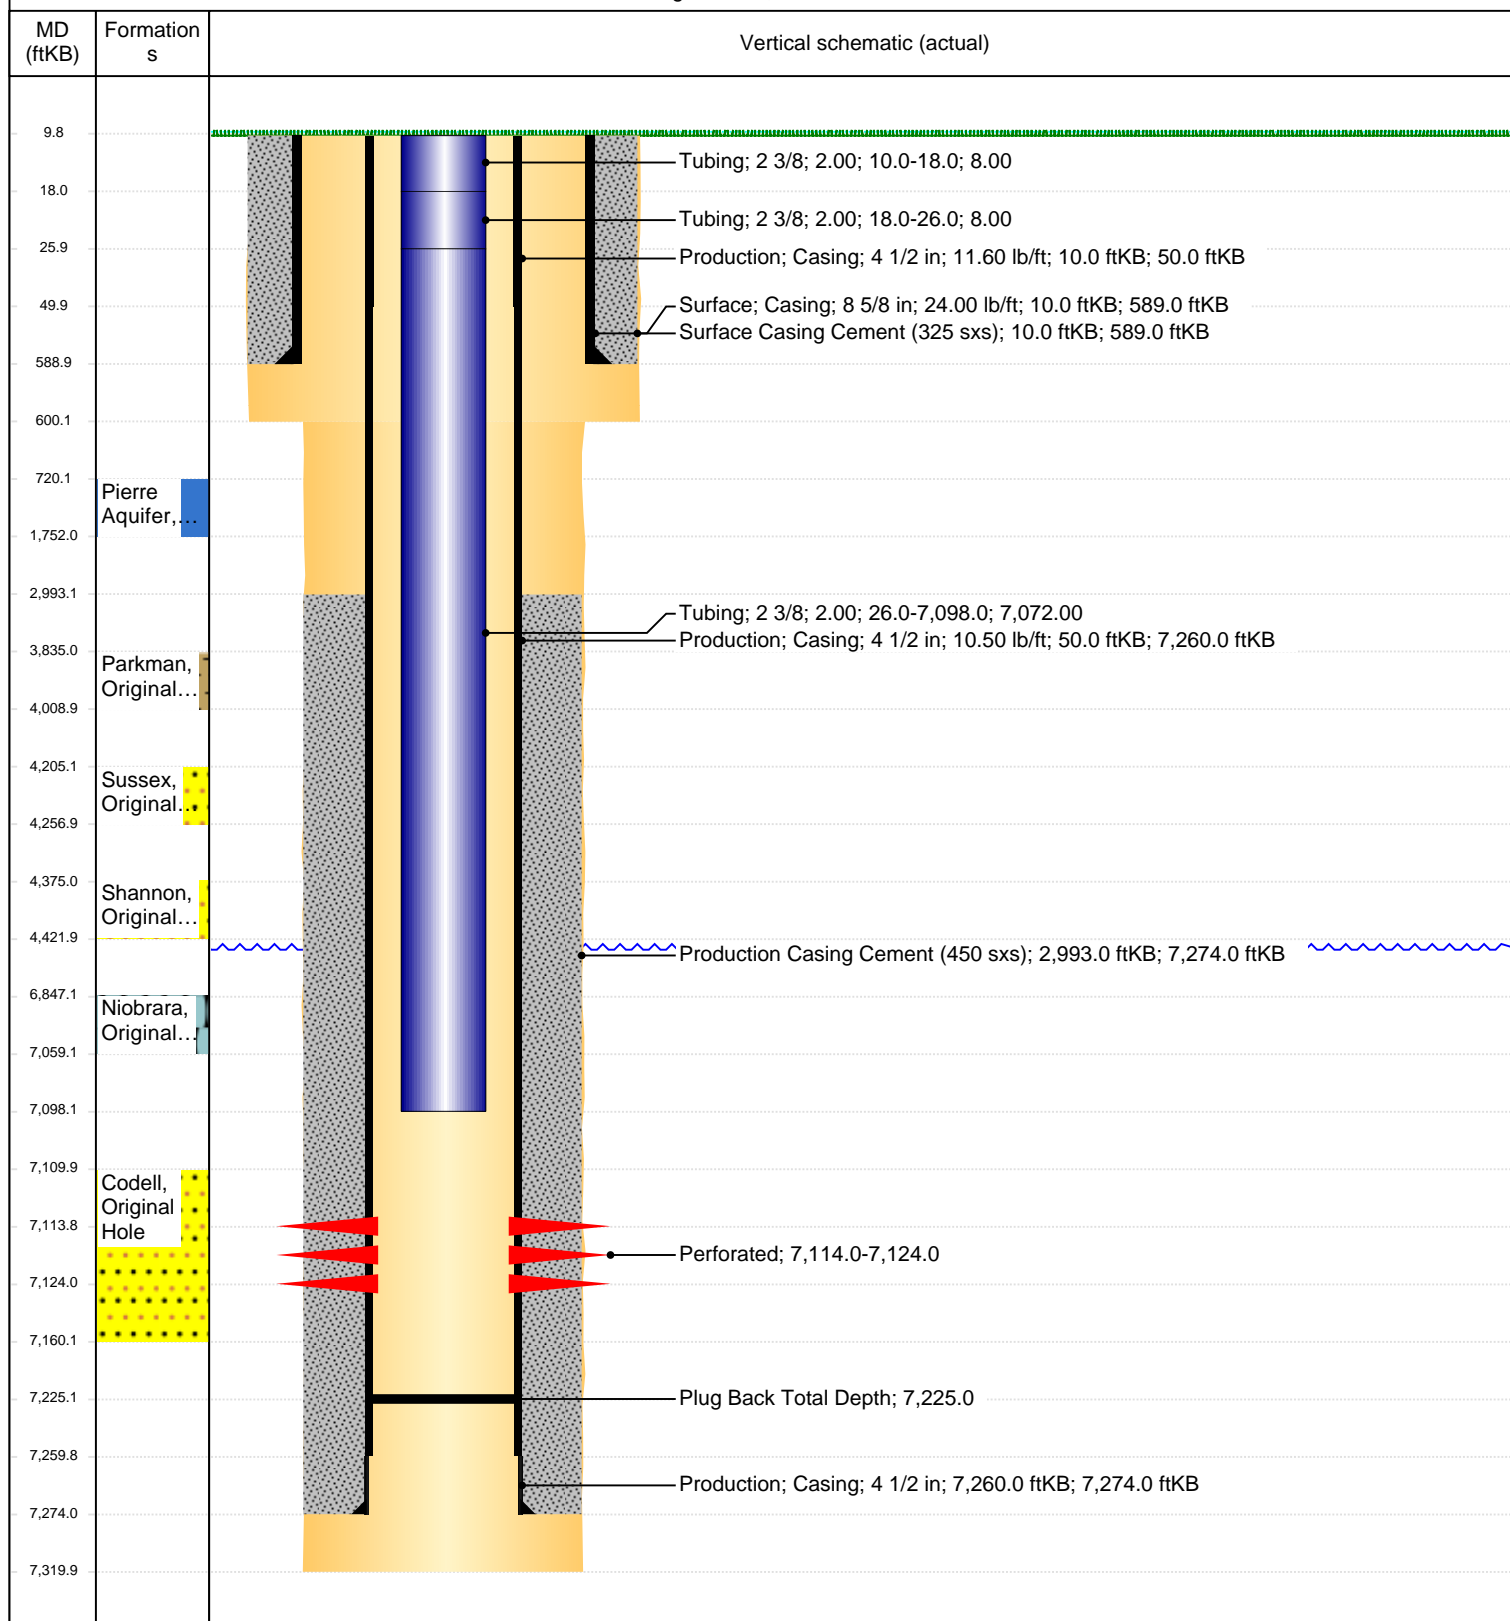 MD
(ftKB)
Formation
s
Vertical schematic (actual)
9.8
Tubing; 2 3/8; 2.00; 10.0-18.0; 8.00
18.0
Tubing; 2 3/8; 2.00; 18.0-26.0; 8.00
25.9
Production; Casing; 4 1/2 in; 11.60 lb/ft; 10.0 ftKB; 50.0 ftKB
49.9
Surface; Casing; 8 5/8 in; 24.00 lb/ft; 10.0 ftKB; 589.0 ftKB
Surface Casing Cement (325 sxs); 10.0 ftKB; 589.0 ftKB
588.9
600.1
720.1
Pierre
Aquifer,...
1,752.0
2,993.1
Tubing; 2 3/8; 2.00; 26.0-7,098.0; 7,072.00
Production; Casing; 4 1/2 in; 10.50 lb/ft; 50.0 ftKB; 7,260.0 ftKB
3,835.0
Parkman,
Original...
4,008.9
4,205.1
Sussex,
Original...
4,256.9
4,375.0
Shannon,
Original...
4,421.9
Production Casing Cement (450 sxs); 2,993.0 ftKB; 7,274.0 ftKB
6,847.1
Niobrara,
Original...
7,059.1
7,098.1
7,109.9
Codell,
Original
Hole
7,113.8
Perforated; 7,114.0-7,124.0
7,124.0
7,160.1
7,225.1
Plug Back Total Depth; 7,225.0
7,259.8
Production; Casing; 4 1/2 in; 7,260.0 ftKB; 7,274.0 ftKB
7,274.0
7,319.9